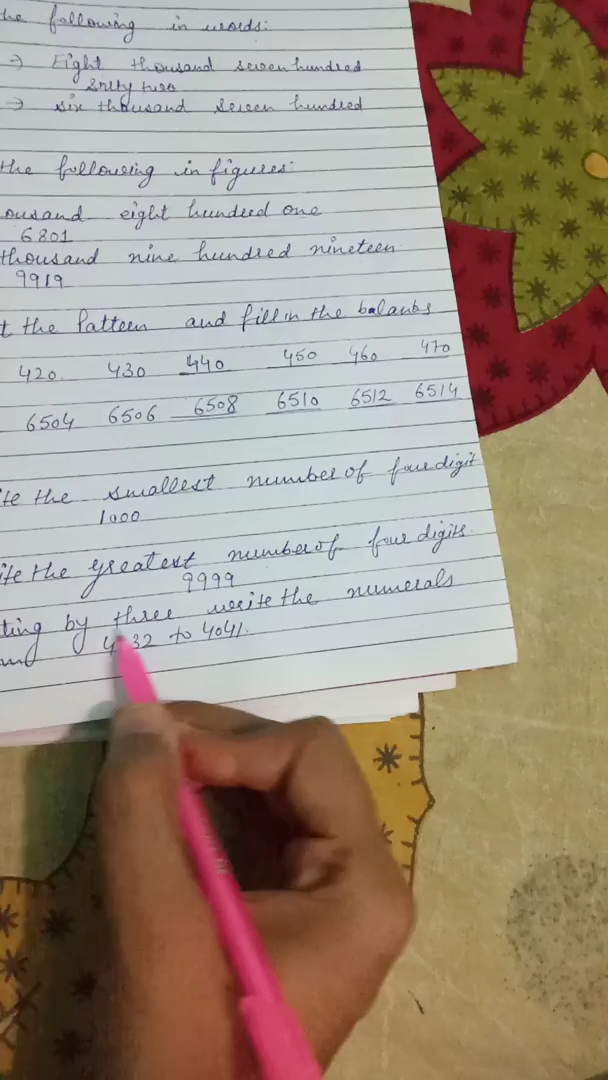 the following in words:
→ Eight thousand seven hundred
Sixty two
→ six thousand seven hundred
the following in figures:
ousand eight hundred one
6801
thousand nine hundred nineteen
9919
t the Pattern and fill in the
420 430 440 450 460 470
6504 6506 6508 6510 6512 6514
ite the smallest number of four digit
1000
ite the greatest number of four digits.
9999
ting by three write the numerals
32 to 4041.